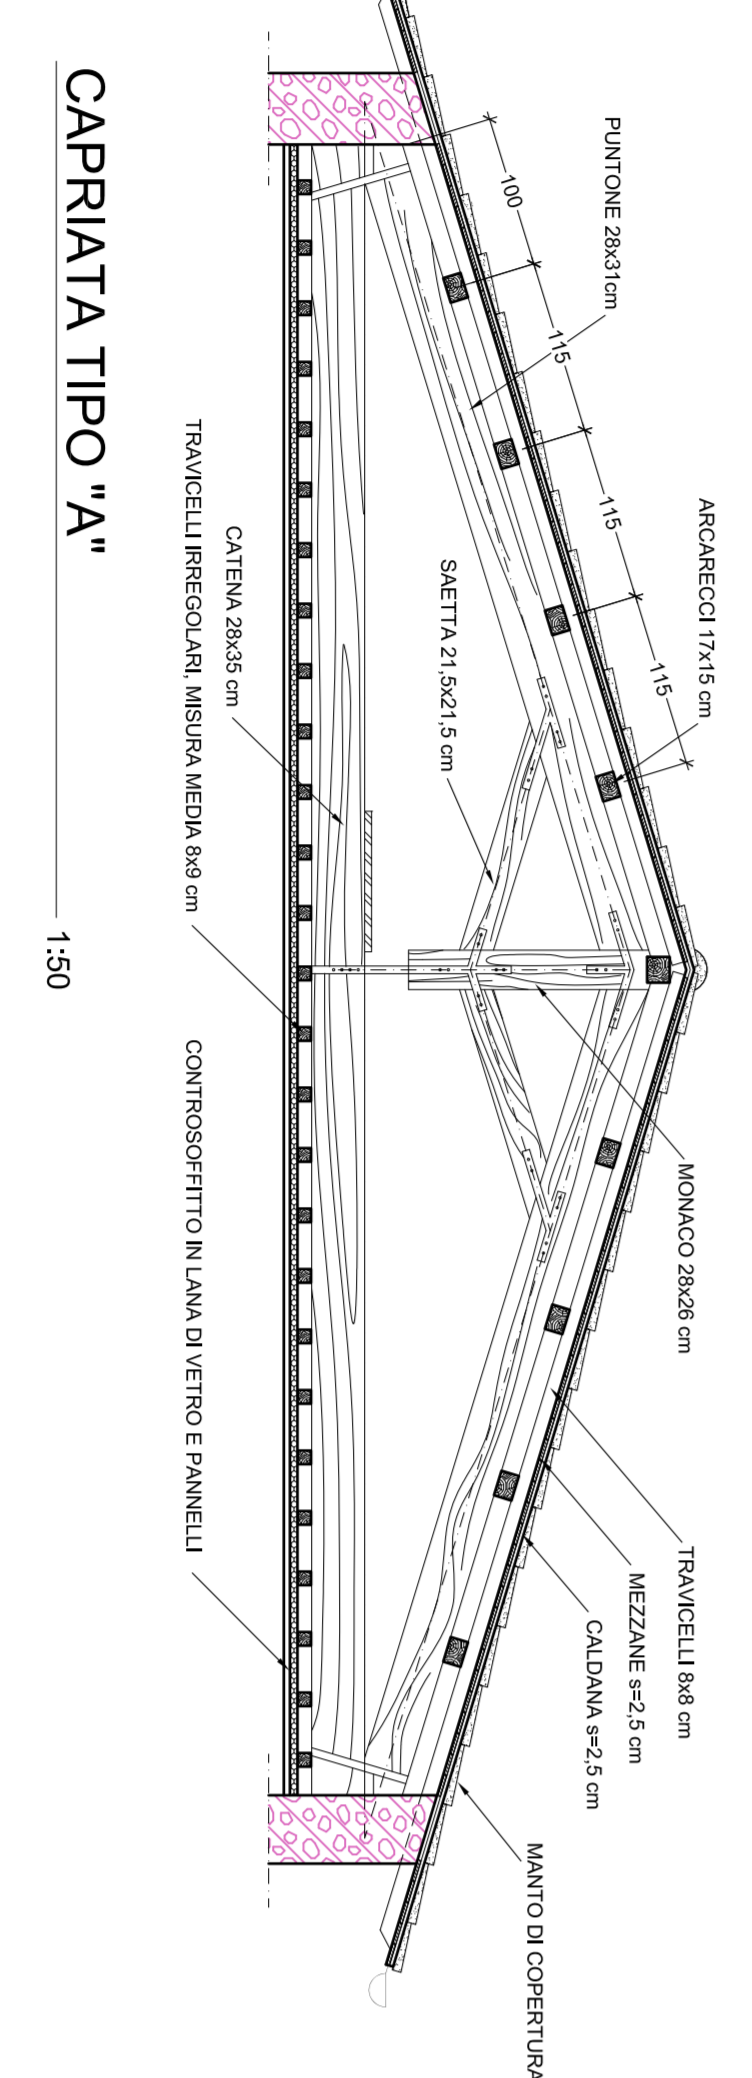 PUNTONE 28x31cm
ARCARECCI 17x15 cm
MONACO 28x26 cm
TRAVICELLI 8x8 cm
MEZZANE s=2,5 cm
CALDANA s=2,5 cm
MANTO DI COPERTURA
100
115
115
115
SAETTA 21,5x21,5 cm
CATENA 28x35 cm
TRAVICELLI IRREGOLARI, MISURA MEDIA 8x9 cm
CONTROSOFFITTO IN LANA DI VETRO E PANNELLI
CAPRIATA TIPO "A"
1:50